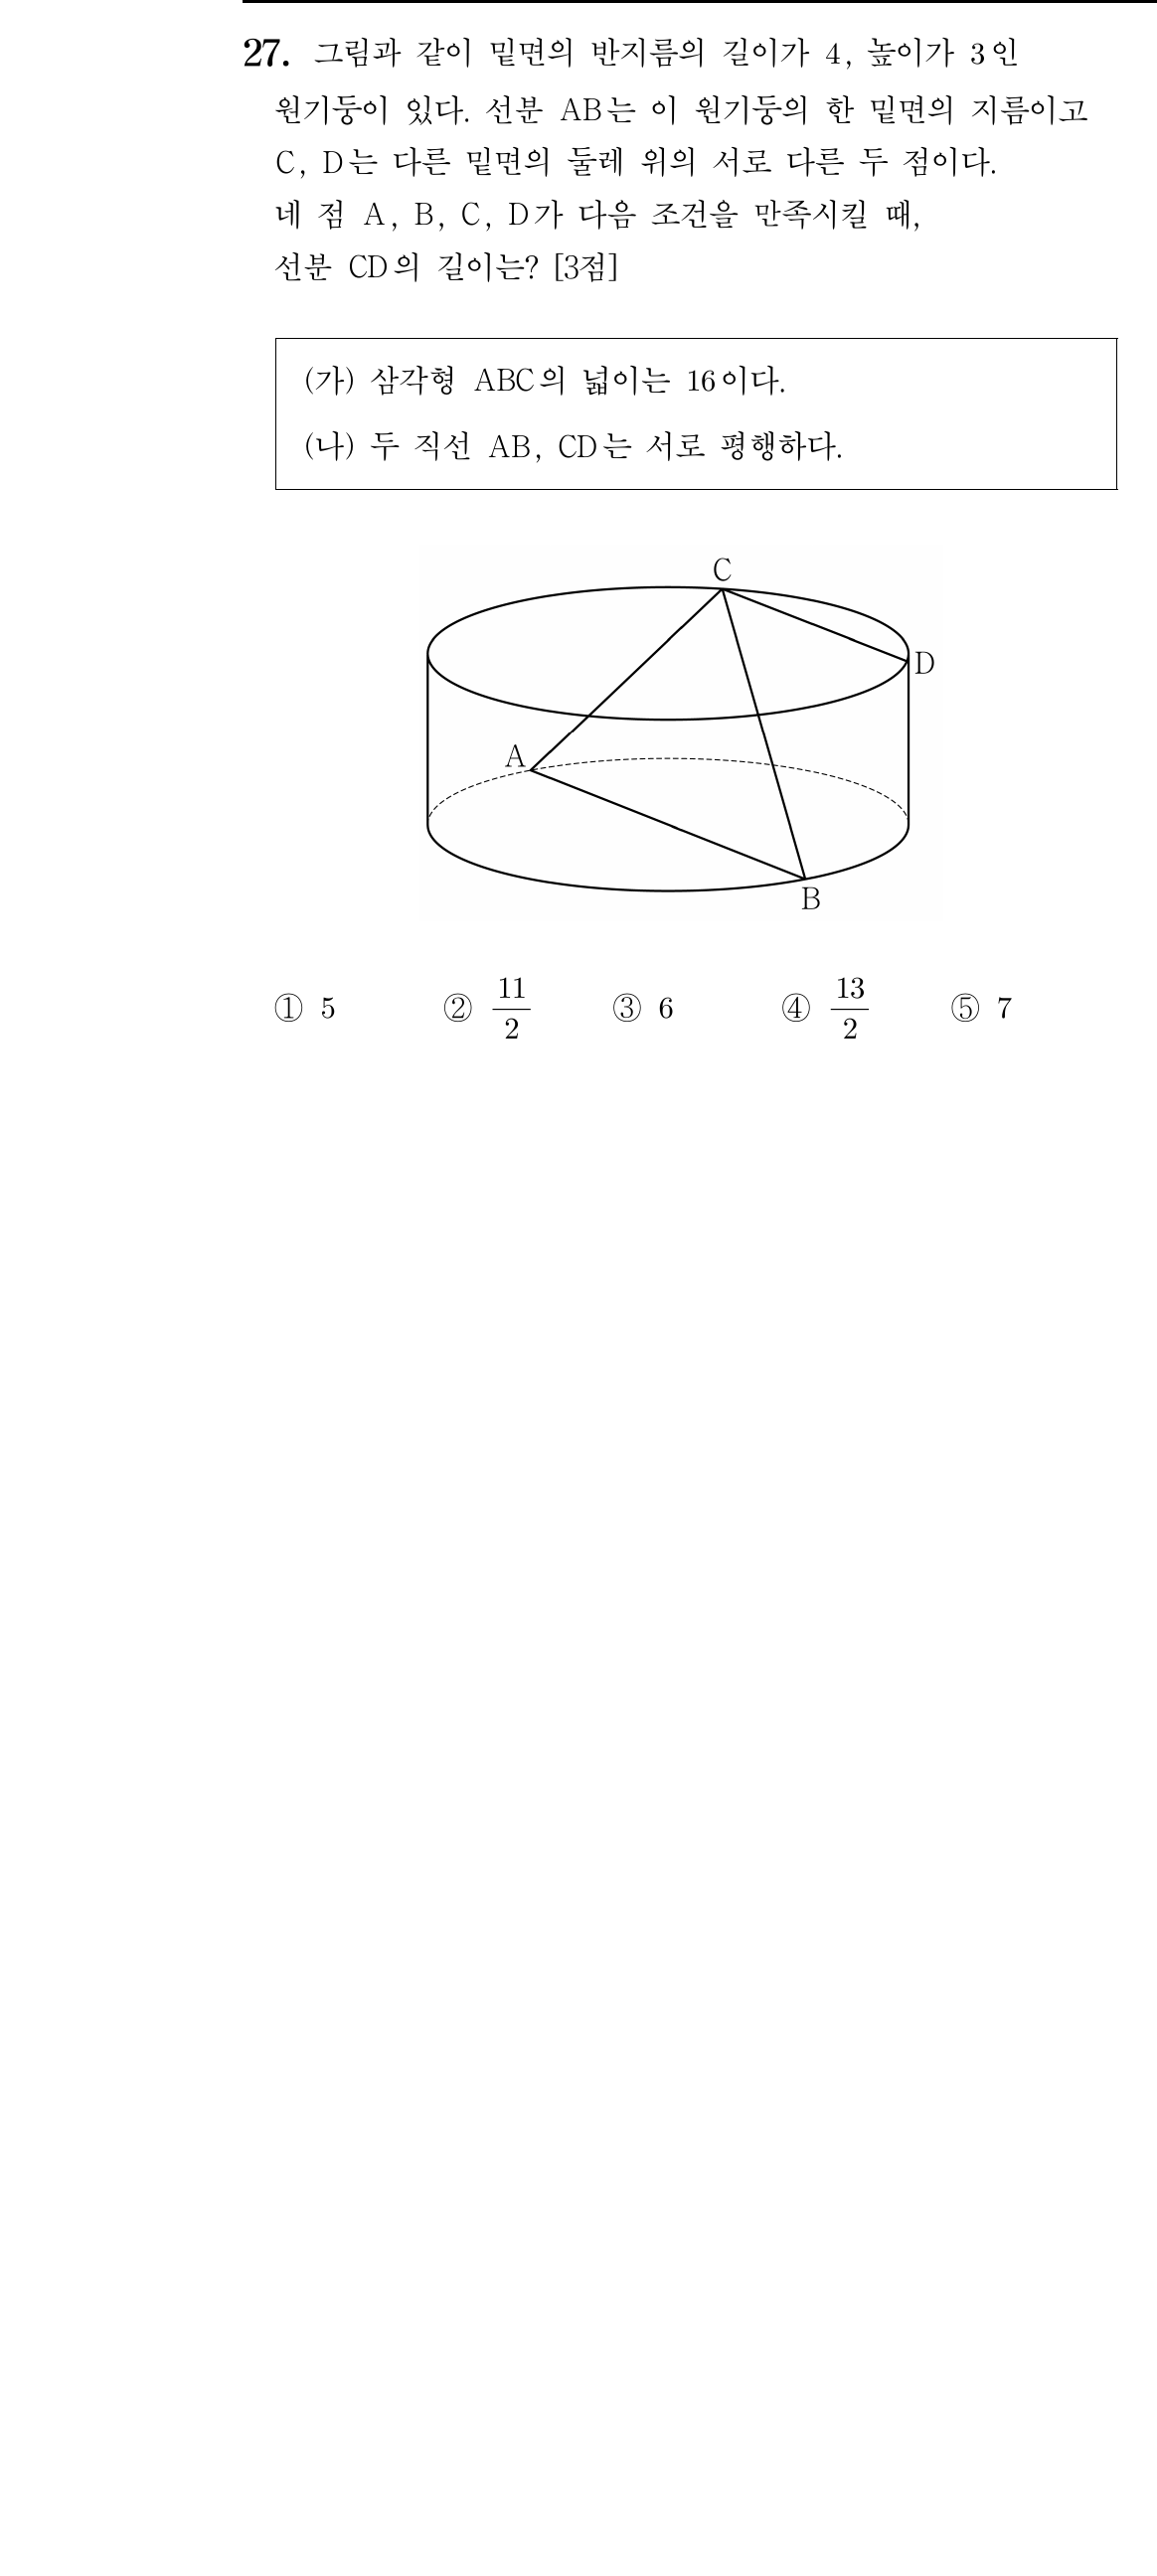 27. 그림과 같이 밑면의 반지름의 길이가 4, 높이가 3인
원기둥이 있다. 선분 AB는 이 원기둥의 한 밑면의 지름이고
C, D는 다른 밑면의 둘레 위의 서로 다른 두 점이다.
네 점 A, B, C, D가 다음 조건을 만족시킬 때,
선분 CD의 길이는? [3점]
(가) 삼각형 ABC의 넓이는 16이다.
(나) 두 직선 AB, CD는 서로 평행하다.
C
D
A
B
① 5 ② 11/2 ③ 6 ④ 13/2 ⑤ 7